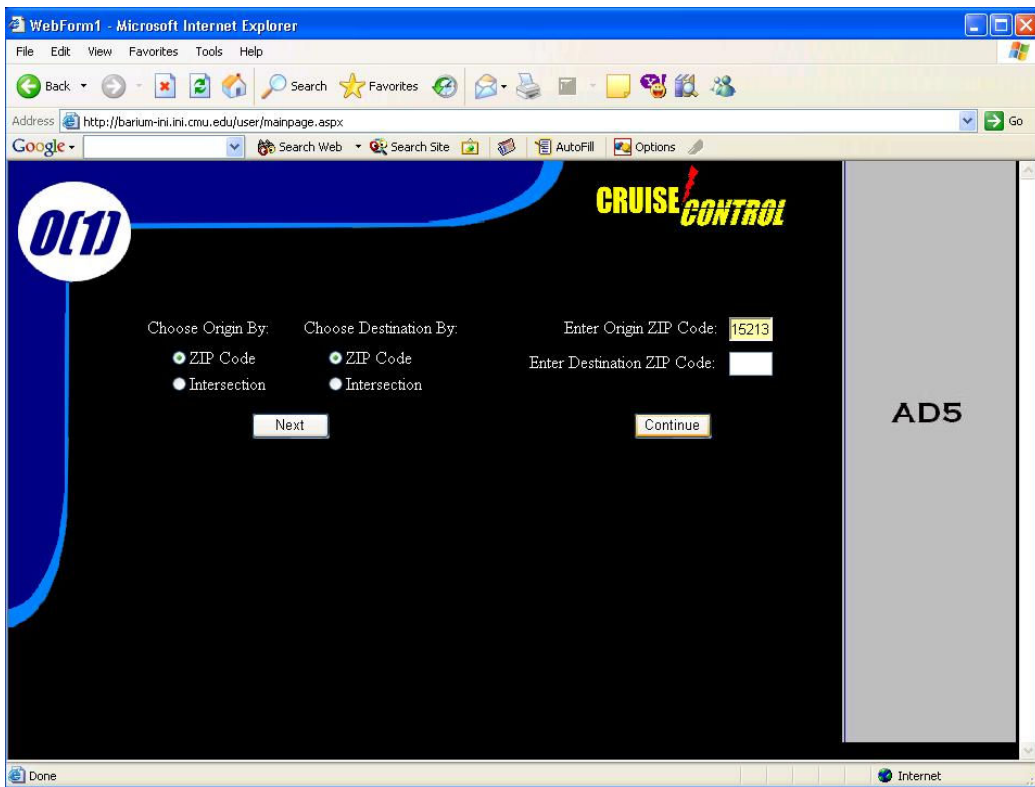 WebForm1 - Microsoft Internet Explorer
File Edit View Favorites Tools Help
Back Search Favorites
Address http://barium-ini.ini.cmu.edu/user/mainpage.aspx Go
Google Search Web Search Site AutoFill Options
O(1)
CRUISE CONTROL
Choose Origin By: Choose Destination By: Enter Origin ZIP Code: 15213
ZIP Code ZIP Code Enter Destination ZIP Code:
Intersection Intersection
Next Continue
AD5
Done Internet